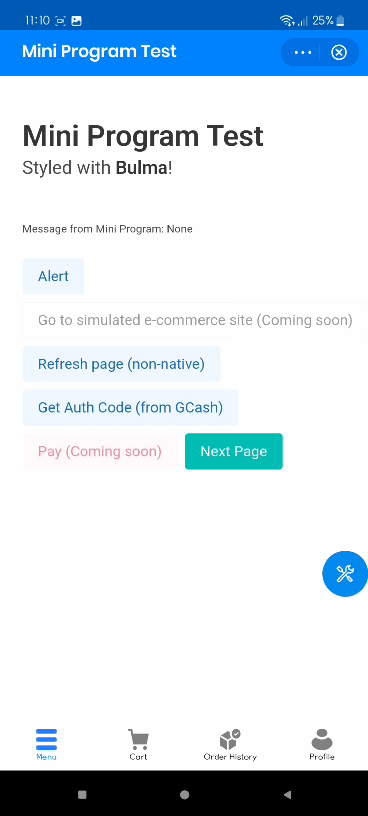 11:10 25%
Mini Program Test
Mini Program Test
Styled with Bulma!
Message from Mini Program: None
Alert
Go to simulated e-commerce site (Coming soon)
Refresh page (non-native)
Get Auth Code (from GCash)
Pay (Coming soon) Next Page
Menu Cart Order History Profile